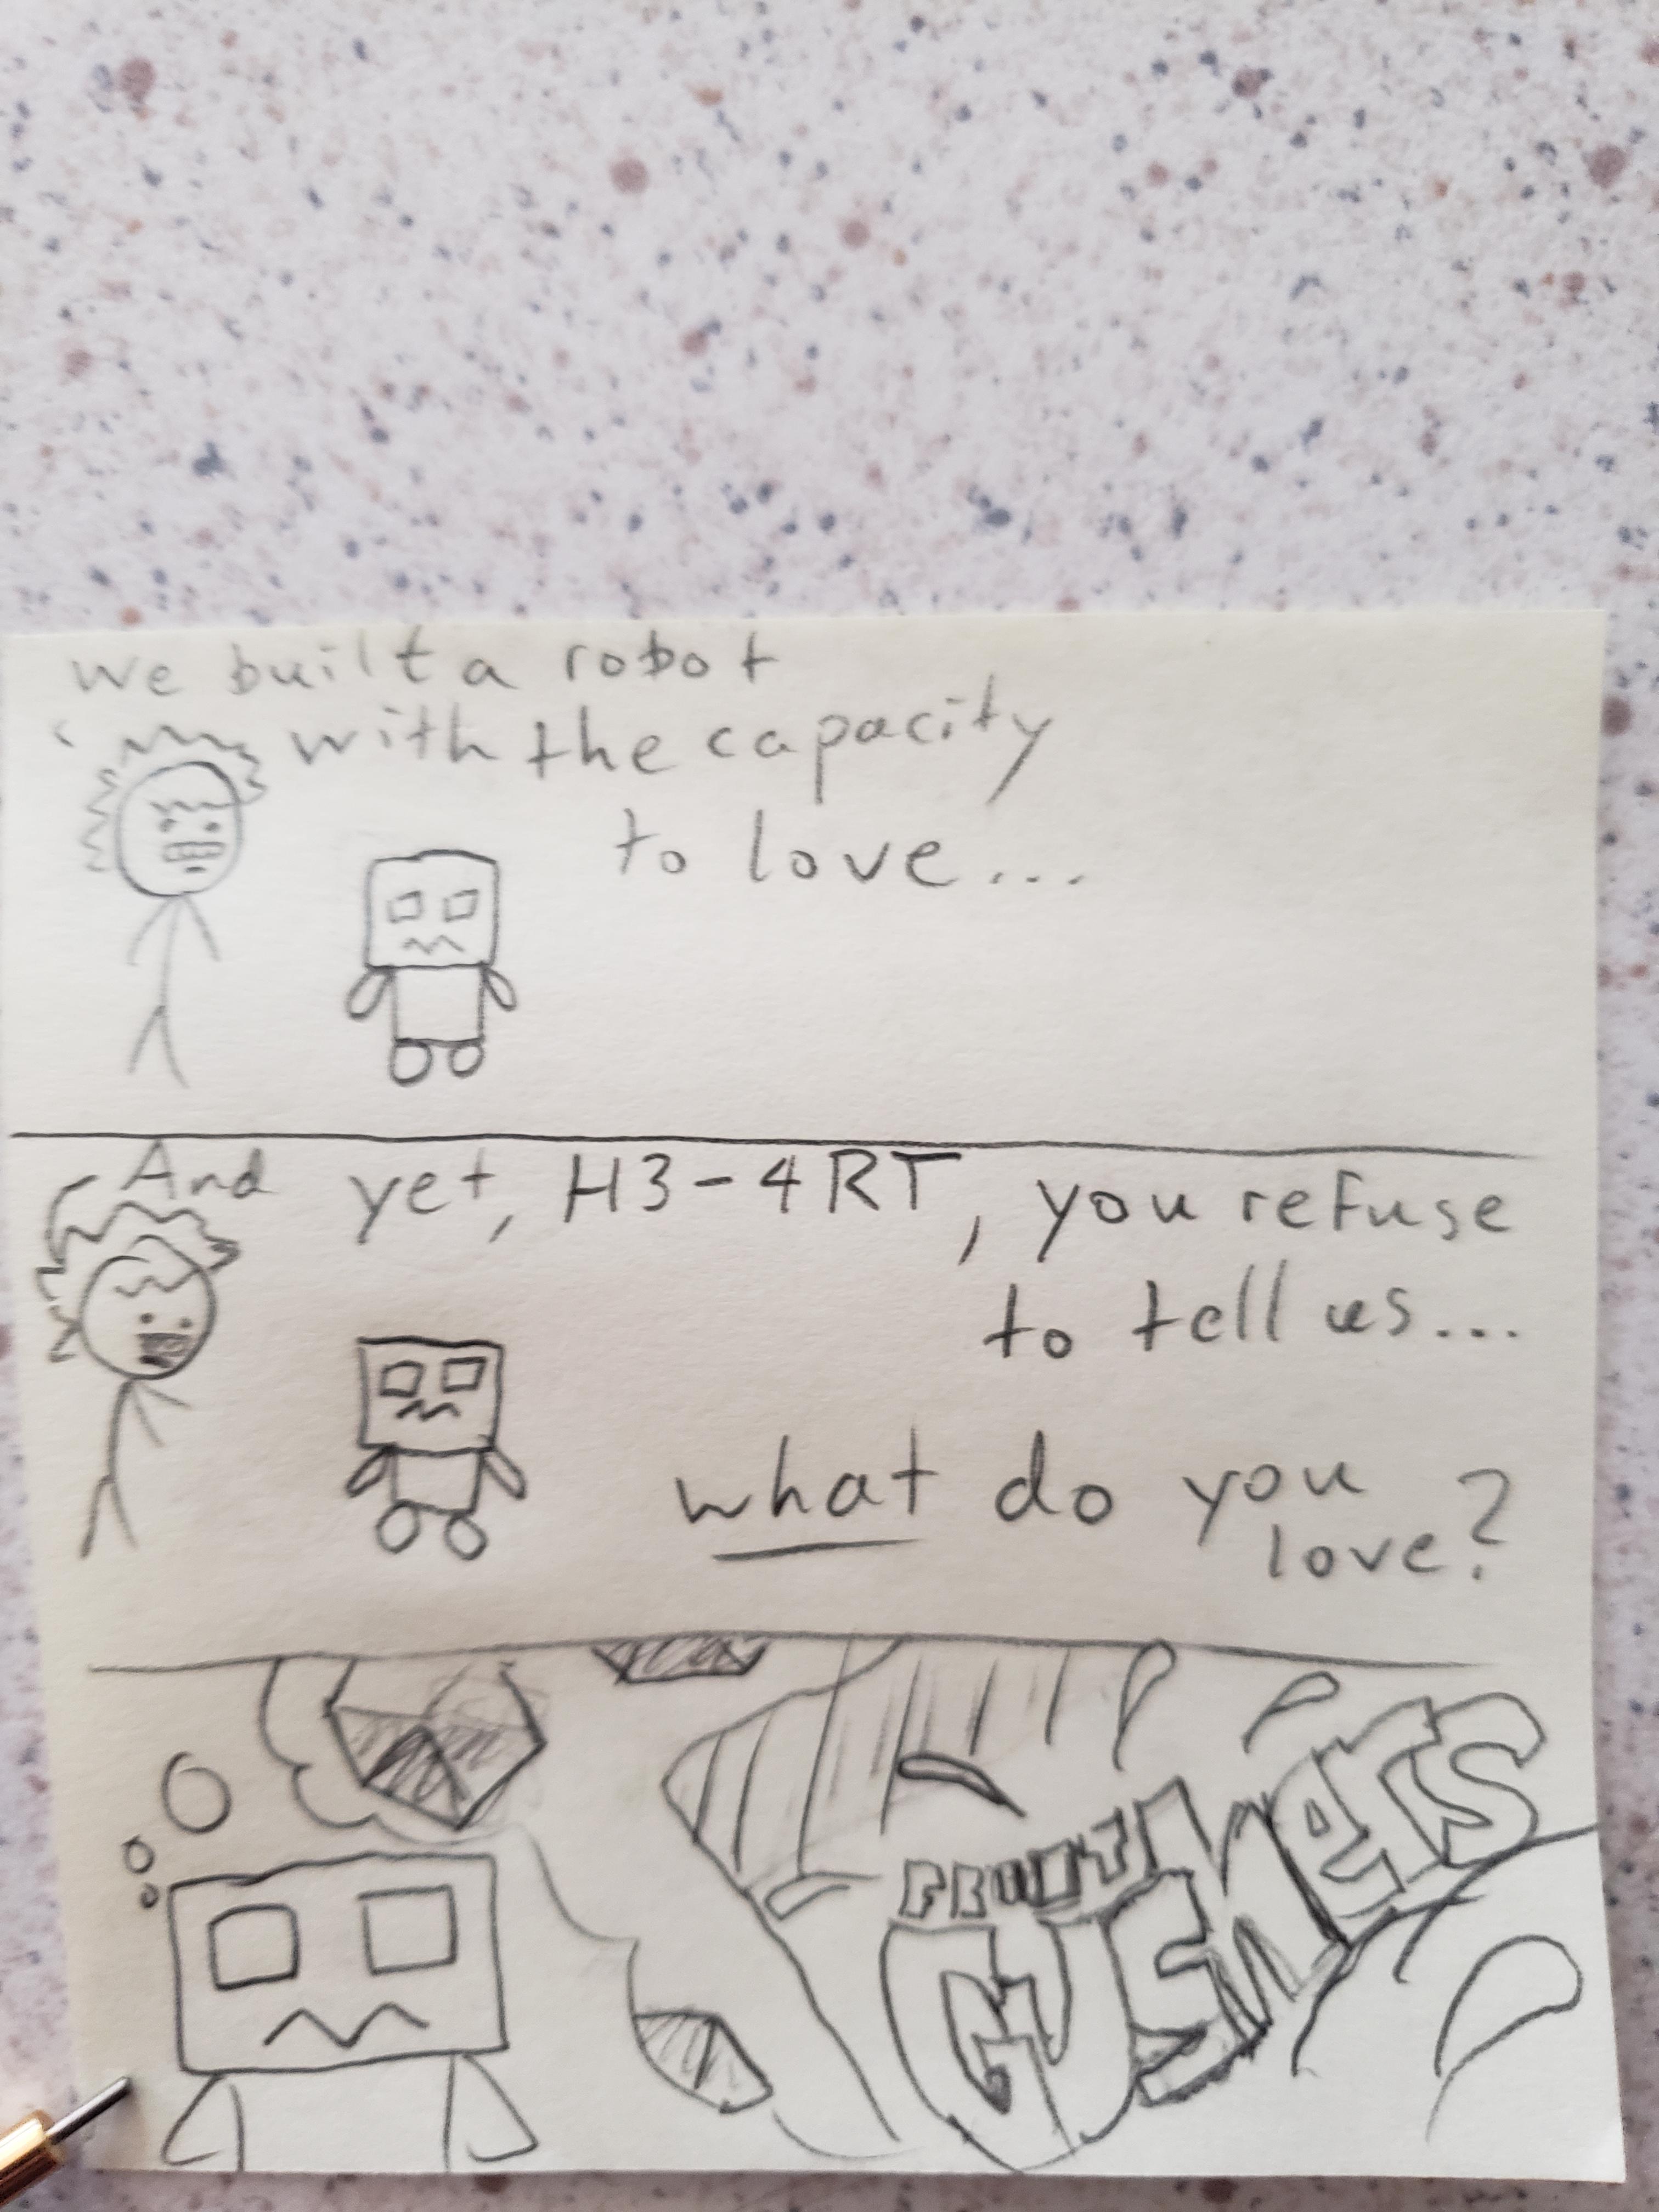 we built a robot
with the capacity
to love...
And yet, H3-4RT, you refuse
to tell us...
what do you
love?
FRUIT
GUSHERS